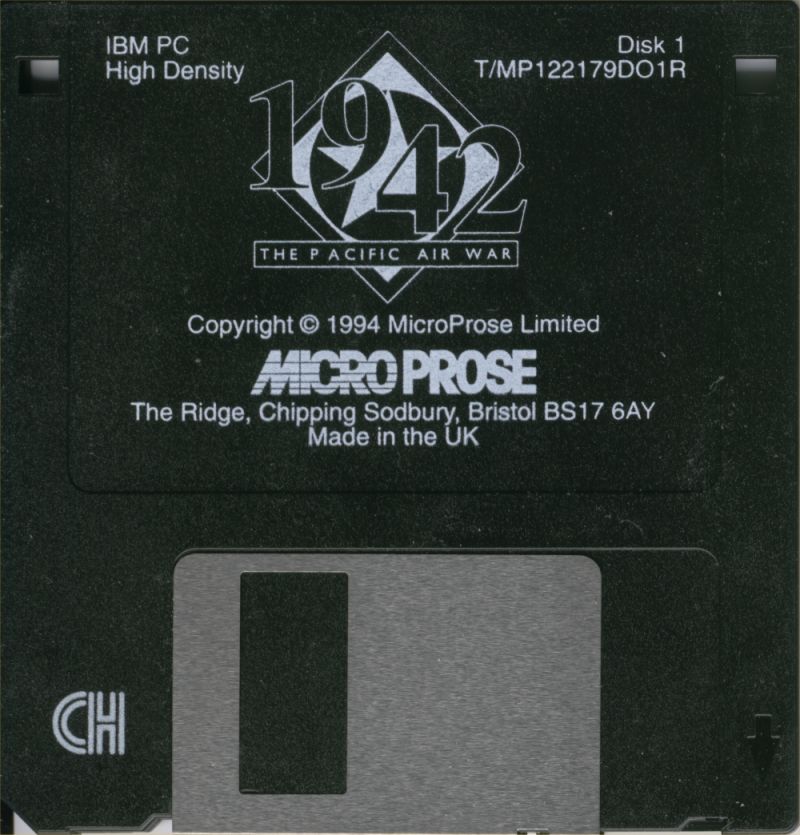 IBM PC
High Density
Disk 1
T/MP122179DO1R
1942
THE PACIFIC AIR WAR
Copyright © 1994 MicroProse Limited
MICROPROSE
The Ridge, Chipping Sodbury, Bristol BS17 6AY
Made in the UK
CH